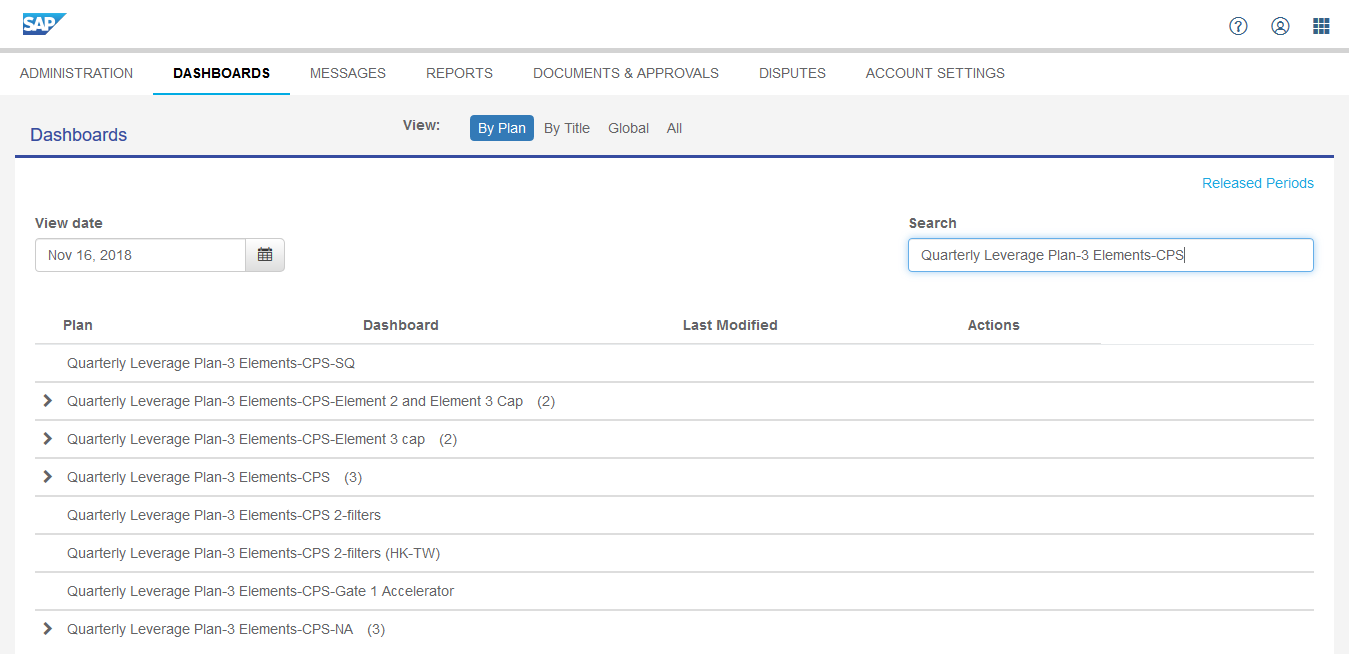 SAP
ADMINISTRATION DASHBOARDS MESSAGES REPORTS DOCUMENTS & APPROVALS DISPUTES ACCOUNT SETTINGS
Dashboards View: By Plan By Title Global All
Released Periods
View date Search
Nov 16, 2018 Quarterly Leverage Plan-3 Elements-CPS
Plan Dashboard Last Modified Actions
Quarterly Leverage Plan-3 Elements-CPS-SQ
Quarterly Leverage Plan-3 Elements-CPS-Element 2 and Element 3 Cap (2)
Quarterly Leverage Plan-3 Elements-CPS-Element 3 cap (2)
Quarterly Leverage Plan-3 Elements-CPS (3)
Quarterly Leverage Plan-3 Elements-CPS 2-filters
Quarterly Leverage Plan-3 Elements-CPS 2-filters (HK-TW)
Quarterly Leverage Plan-3 Elements-CPS-Gate 1 Accelerator
Quarterly Leverage Plan-3 Elements-CPS-NA (3)